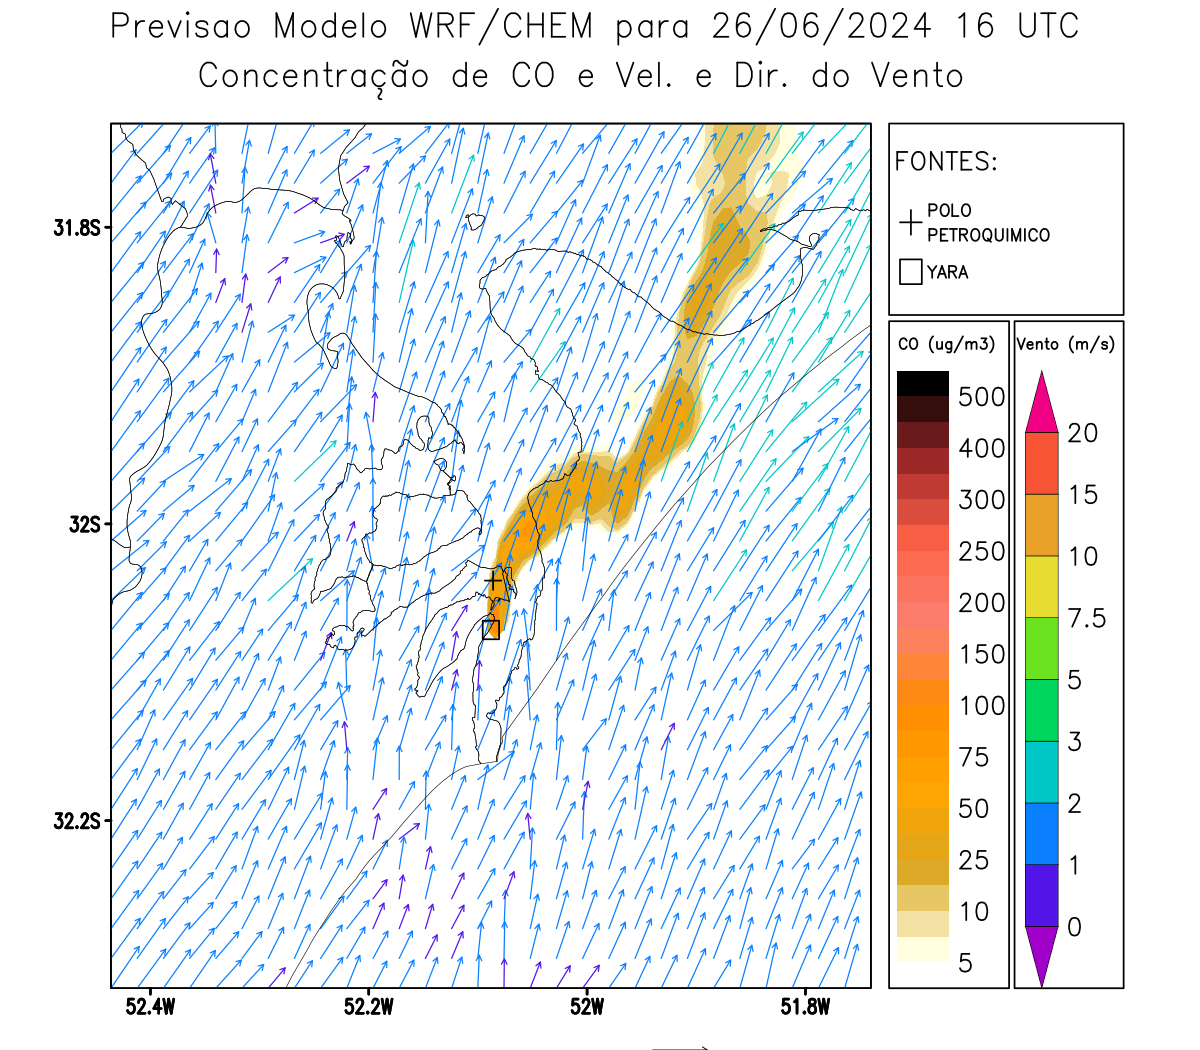 Previsao Modelo WRF/CHEM para 26/06/2024 16 UTC
Concentração de CO e Vel. e Dir. do Vento
FONTES:
POLO
PETROQUIMICO
YARA
CO (ug/m3)
500
400
300
250
200
150
100
75
50
25
10
5
Vento (m/s)
20
15
10
7.5
5
3
2
1
0
31.8S
32S
32.2S
52.4W
52.2W
52W
51.8W